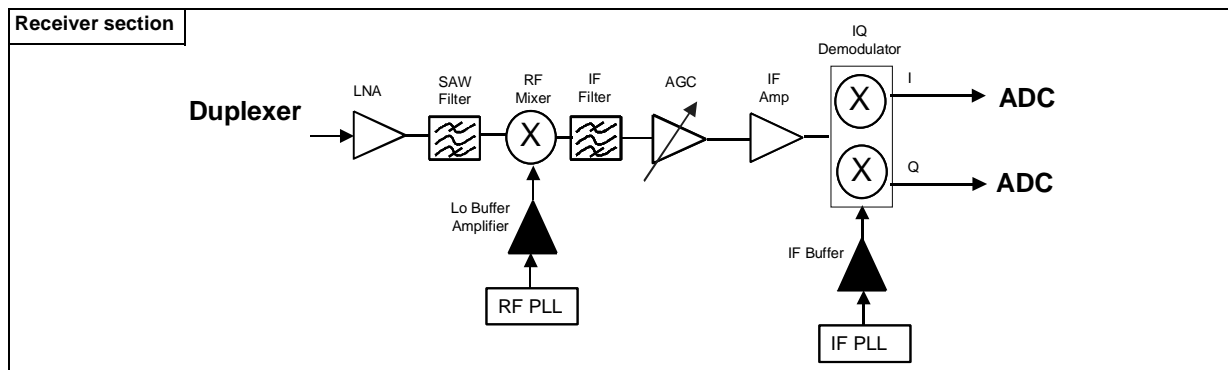 Receiver section
IQ
Demodulator
LNA
SAW
Filter
RF
Mixer
IF
Filter
AGC
IF
Amp
I
Duplexer
X
X
ADC
X
Q
ADC
Lo Buffer
Amplifier
IF Buffer
RF PLL
IF PLL